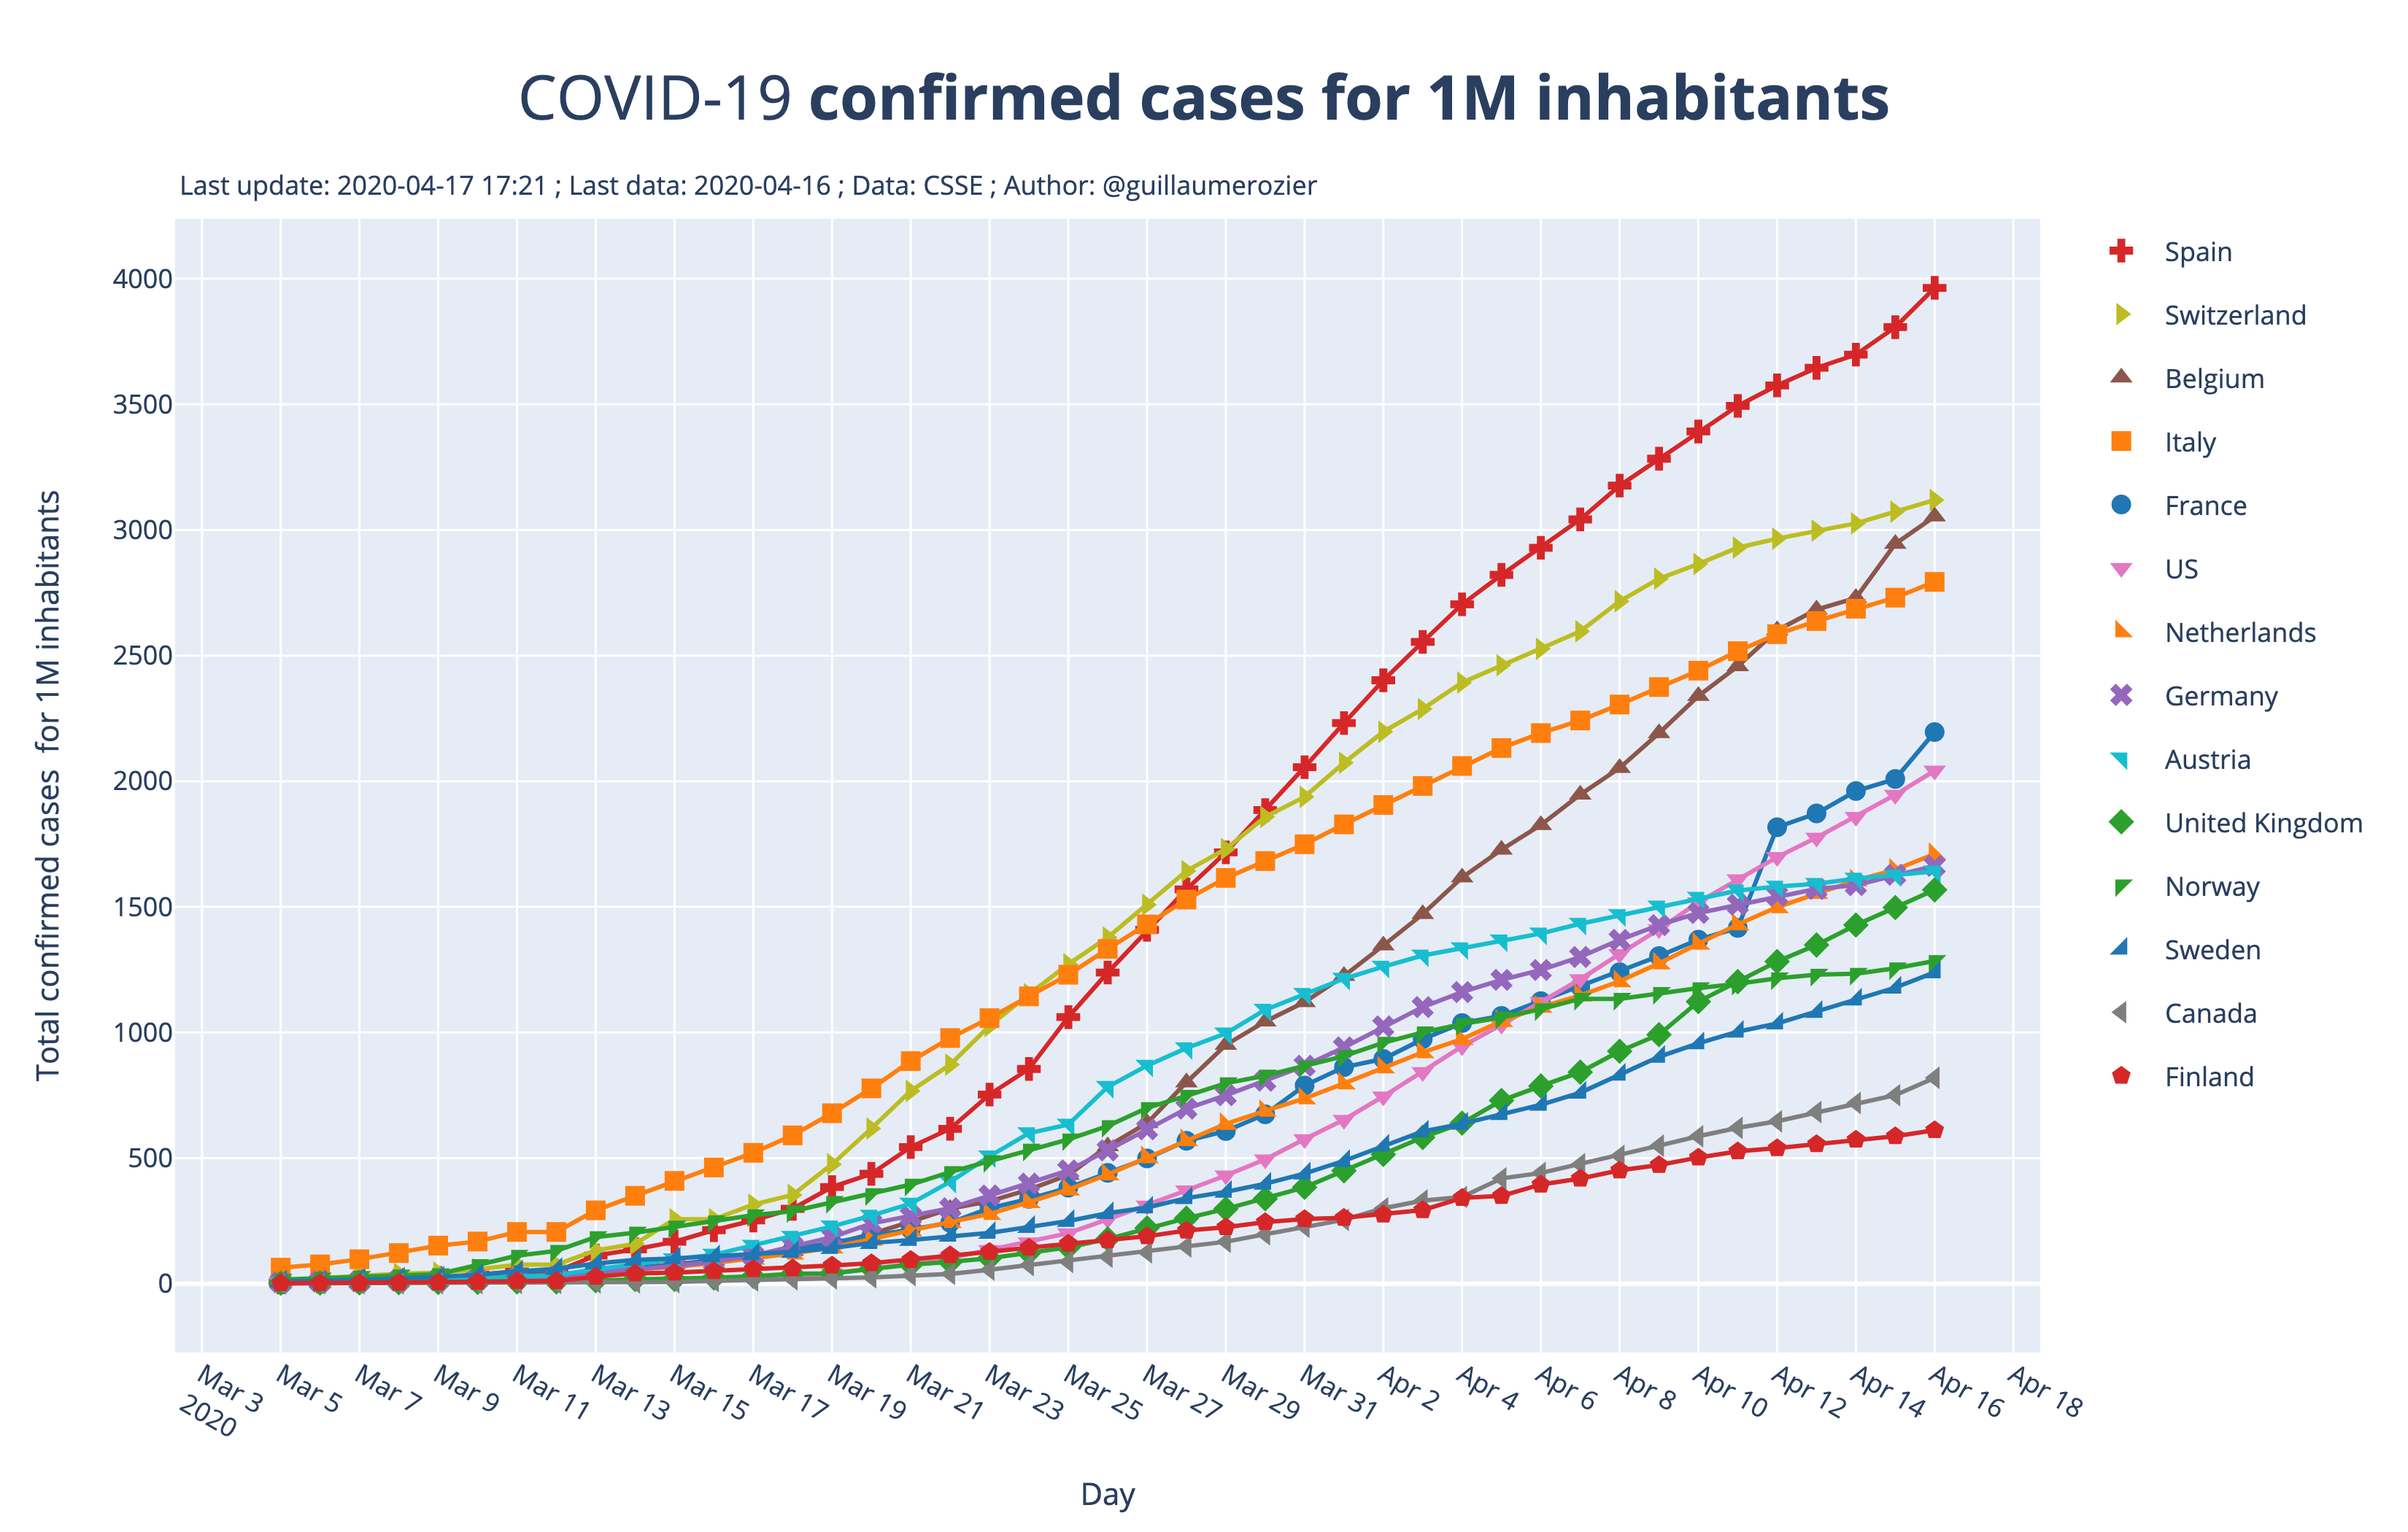 COVID-19 confirmed cases for 1M inhabitants
Last update: 2020-04-17 17:21 ; Last data: 2020-04-16 ; Data: CSSE ; Author: @guillaumerozier
Total confirmed cases for 1M inhabitants
4000
3500
3000
2500
2000
1500
1000
500
0
Mar 3
2020
Mar 5
Mar 7
Mar 9
Mar 11
Mar 13
Mar 15
Mar 17
Mar 19
Mar 21
Mar 23
Mar 25
Mar 27
Mar 29
Mar 31
Apr 2
Apr 4
Apr 6
Apr 8
Apr 10
Apr 12
Apr 14
Apr 16
Apr 18
Day
Spain
Switzerland
Belgium
Italy
France
US
Netherlands
Germany
Austria
United Kingdom
Norway
Sweden
Canada
Finland